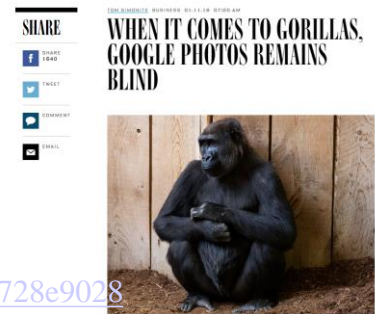 SHARE
SHARE
1840
TWEET
COMMENT
EMAIL
TOM SIMONITE BUSINESS 01.11.18 07:00 AM
WHEN IT COMES TO GORILLAS,
GOOGLE PHOTOS REMAINS
BLIND
728e9028